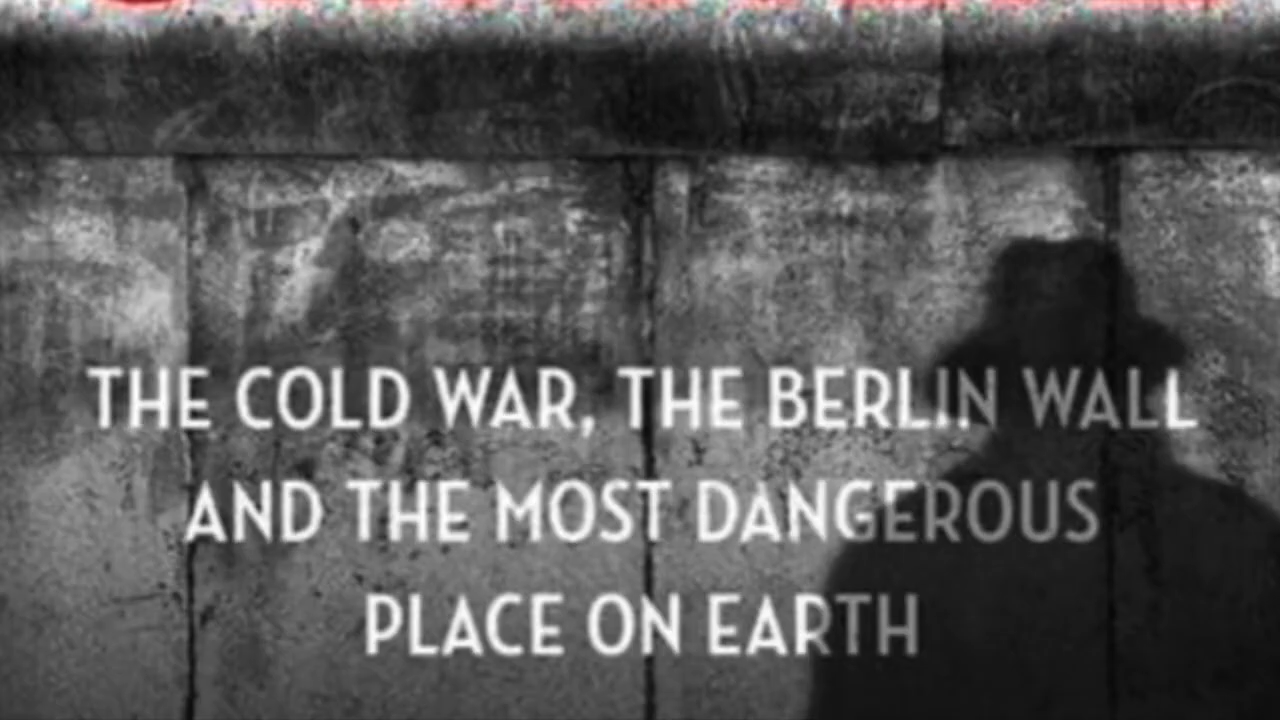 THE COLD WAR, THE BERLIN WALL
AND THE MOST DANGEROUS
PLACE ON EARTH